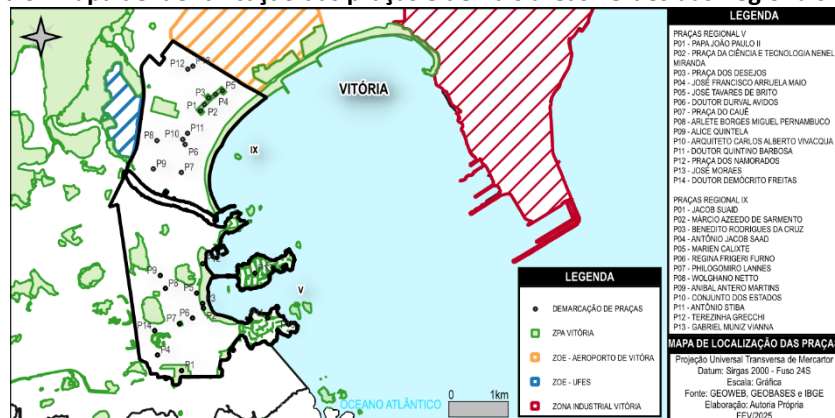 VITÓRIA
P12
P3
P5
P1
P4
P2
P11
P8
P10
P6
P9
P7
IX
P9
P8
P5
P3
P7
P6
P14
P4
P1
V
OCEANO ATLÂNTICO
0 1km
LEGENDA
DEMARCAÇÃO DE PRAÇAS
ZPA VITÓRIA
ZOE - AEROPORTO DE VITÓRIA
ZOE - UFES
ZONA INDUSTRIAL VITÓRIA
LEGENDA
PRAÇAS REGIONAL V
P01 - PAPA JOÃO PAULO II
P02 - PRAÇA DA CIÊNCIA E TECNOLOGIA NENEL
MIRANDA
P03 - PRAÇA DOS DESEJOS
P04 - JOSÉ FRANCISCO ARRUELA MAIO
P05 - JOSÉ TAVARES DE BRITO
P06 - DOUTOR DURVAL AVIDOS
P07 - PRAÇA DO CAUÊ
P08 - ARLETE BORGES MIGUEL PERNAMBUCO
P09 - ALICE QUINTELA
P10 - ARQUITETO CARLOS ALBERTO VIVACQUA
P11 - DOUTOR QUINTINO BARBOSA
P12 - PRAÇA DOS NAMORADOS
P13 - JOSÉ MORAES
P14 - DOUTOR DEMÓCRITO FREITAS
PRAÇAS REGIONAL IX
P01 - JACOB SUAID
P02 - MÁRCIO AZEEDO DE SARMENTO
P03 - BENEDITO RODRIGUES DA CRUZ
P04 - ANTÔNIO JACOB SAAD
P05 - MARIEN CALIXTE
P06 - REGINA FRIGERI FURNO
P07 - PHILOGOMIRO LANNES
P08 - WOLGHANO NETTO
P09 - ANIBAL ANTERO MARTINS
P10 - CONJUNTO DOS ESTADOS
P11 - ANTÔNIO STIBA
P12 - TEREZINHA GRECCHI
P13 - GABRIEL MUNIZ VIANNA
MAPA DE LOCALIZAÇÃO DAS PRAÇAS
Projeção Universal Transversa de Mercartor
Datum: Sirgas 2000 - Fuso 24S
Escala: Gráfica
Fonte: GEOWEB, GEOBASES e IBGE
Elaboração: Autoria Própria
FEV/2025